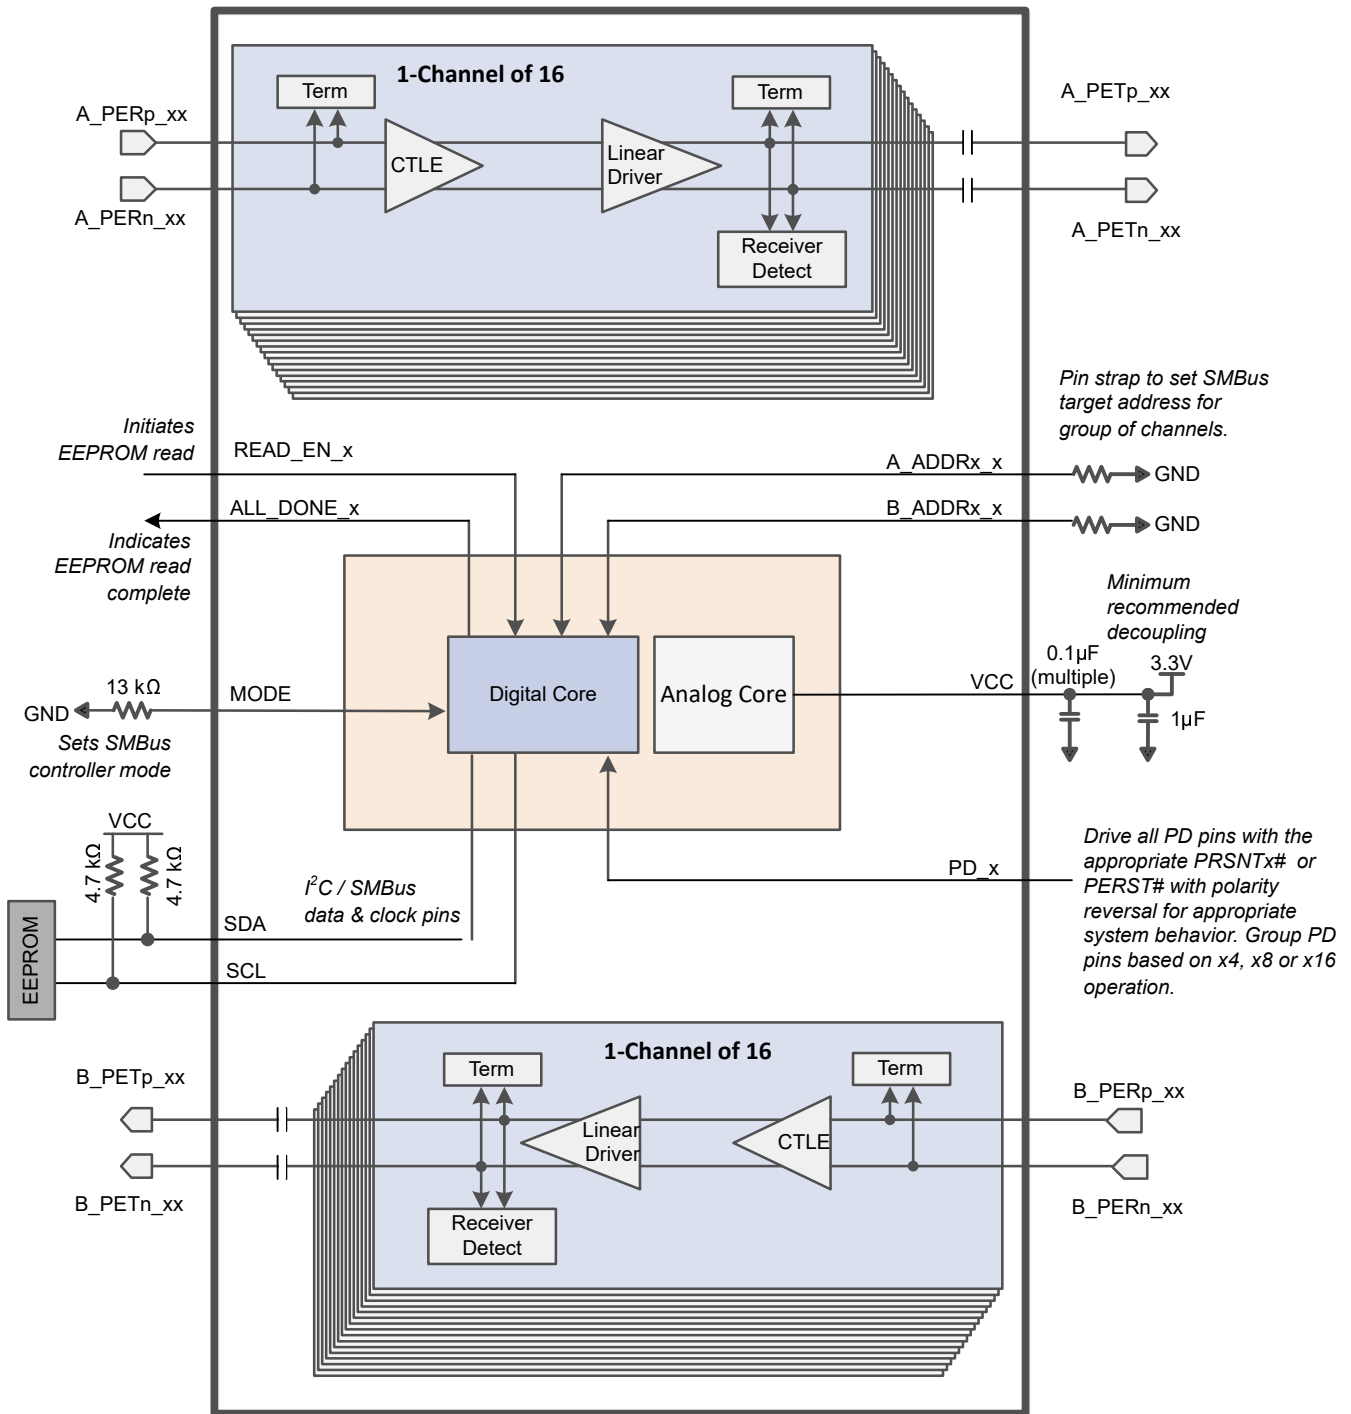 1-Channel of 16
Term
Term
A_PERp_xx
A_PETp_xx
CTLE
Linear
Driver
A_PERn_xx
A_PETn_xx
Receiver
Detect
Pin strap to set SMBus
target address for
group of channels.
Initiates
EEPROM read
READ_EN_x
A_ADDRx_x
GND
ALL_DONE_x
B_ADDRx_x
GND
Indicates
EEPROM read
complete
Minimum
recommended
decoupling
0.1µF
(multiple)
3.3V
VCC
1µF
Digital Core
Analog Core
13 kΩ
MODE
GND
Sets SMBus
controller mode
VCC
4.7 kΩ
4.7 kΩ
I²C / SMBus
data & clock pins
PD_x
Drive all PD pins with the
appropriate PRSNTx# or
PERST# with polarity
reversal for appropriate
system behavior. Group PD
pins based on x4, x8 or x16
operation.
EEPROM
SDA
SCL
1-Channel of 16
Term
Term
B_PETp_xx
B_PERp_xx
Linear
Driver
CTLE
B_PETn_xx
B_PERn_xx
Receiver
Detect